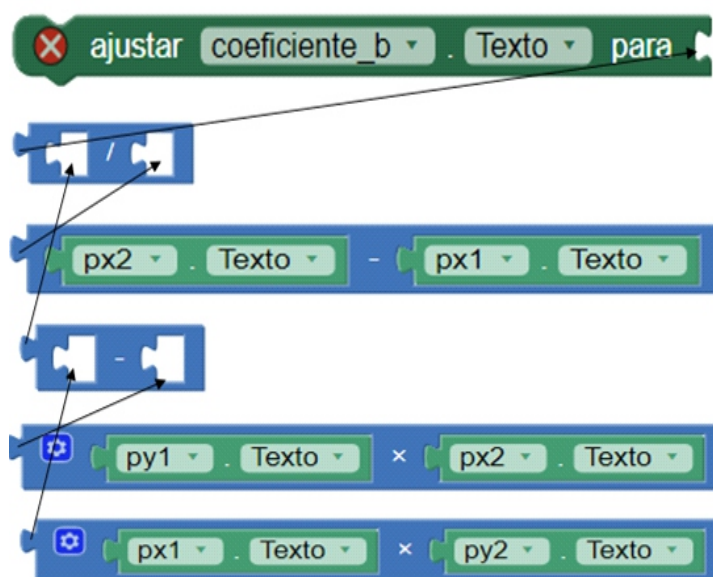 ajustar coeficiente_b . Texto para
/
px2 . Texto - px1 . Texto
-
py1 . Texto × px2 . Texto
px1 . Texto × py2 . Texto